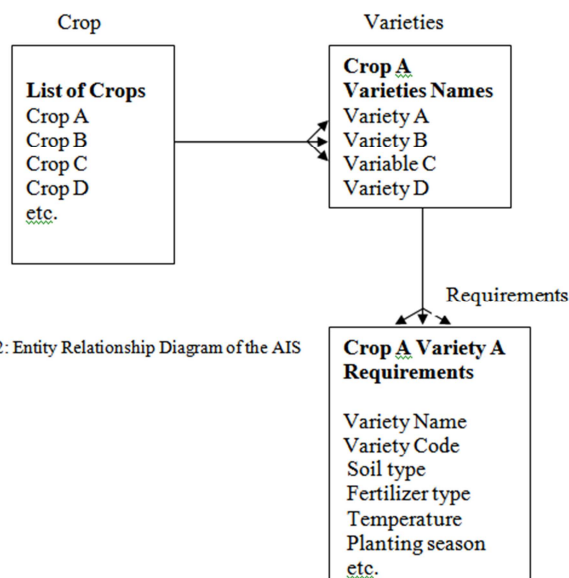 Crop
Varieties
List of Crops
Crop A
Crop B
Crop C
Crop D
etc.
Crop A
Varieties Names
Variety A
Variety B
Variable C
Variety D
Requirements
2: Entity Relationship Diagram of the AIS
Crop A Variety A
Requirements
Variety Name
Variety Code
Soil type
Fertilizer type
Temperature
Planting season
etc.